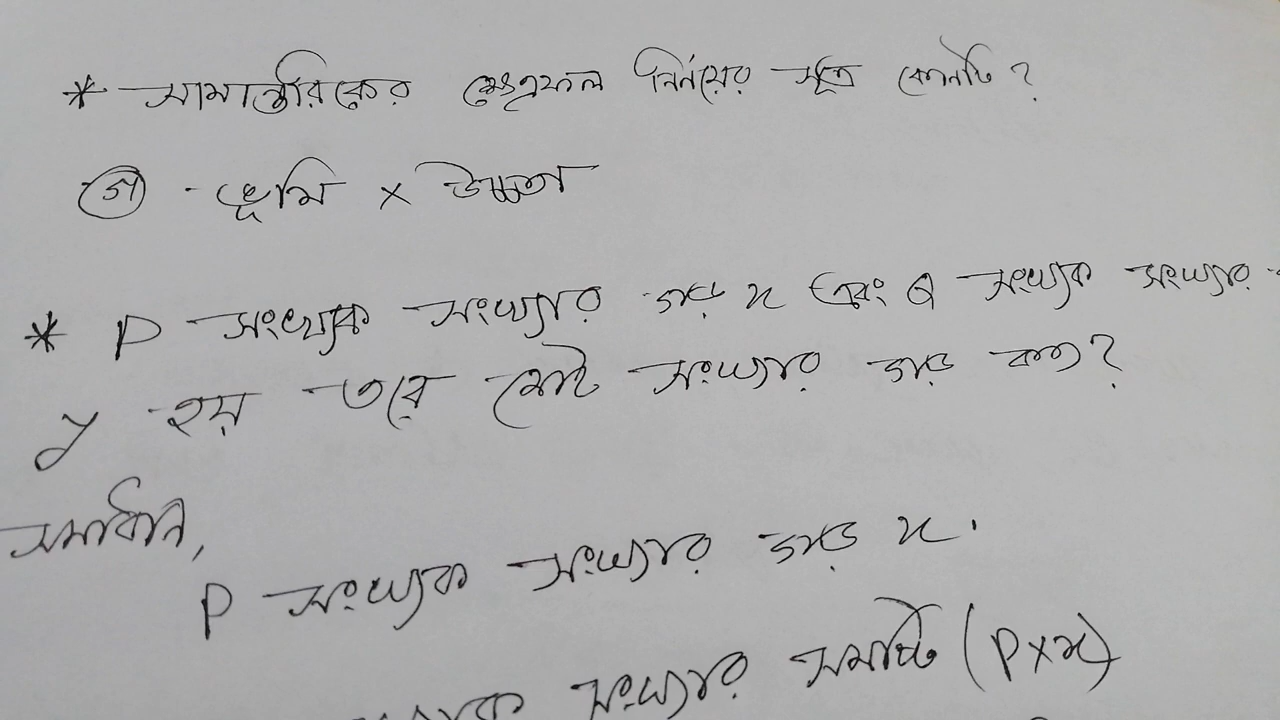 * সামান্তরিকের ক্ষেত্রফল নির্ণয়ের সূত্র কোনটি?
গ · ভূমি × উচ্চতা
* P সংখ্যক সংখ্যার গড় x এবং Q সংখ্যক সংখ্যার
y হয় তবে মোট সংখ্যার গড় কত?
সমাধান,
P সংখ্যক সংখ্যার গড় x.
সংখ্যার সমষ্টি (P×x)